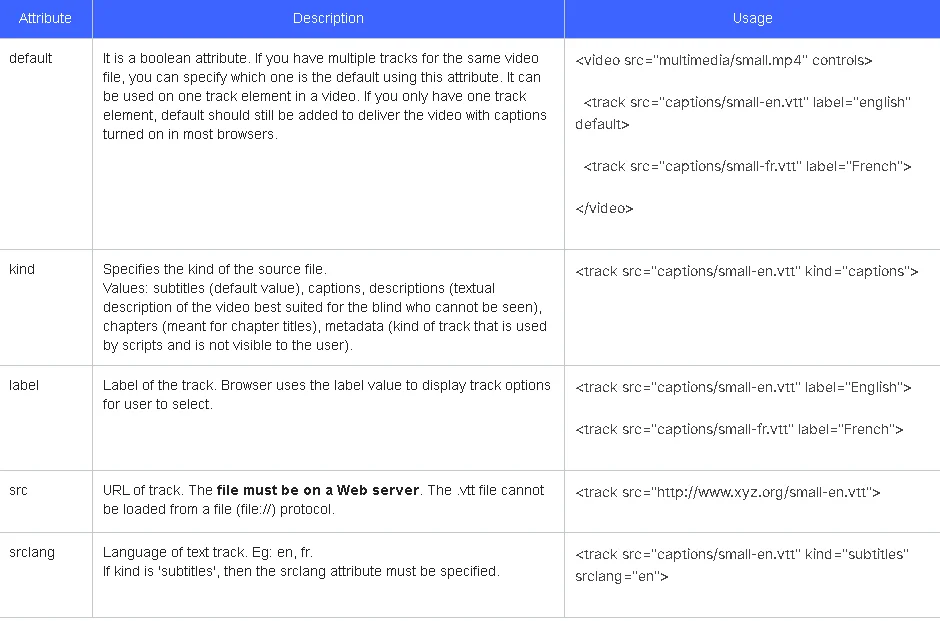 Attribute Description Usage
default
It is a boolean attribute. If you have multiple tracks for the same video
file, you can specify which one is the default using this attribute. It can
be used on one track element in a video. If you only have one track
element, default should still be added to deliver the video with captions
turned on in most browsers.
<video src="multimedia/small.mp4" controls>
<track src="captions/small-en.vtt" label="english"
default>
<track src="captions/small-fr.vtt" label="French">
</video>
kind
Specifies the kind of the source file.
Values: subtitles (default value), captions, descriptions (textual
description of the video best suited for the blind who cannot be seen),
chapters (meant for chapter titles), metadata (kind of track that is used
by scripts and is not visible to the user).
<track src="captions/small-en.vtt" kind="captions">
label
Label of the track. Browser uses the label value to display track options
for user to select.
<track src="captions/small-en.vtt" label="English">
<track src="captions/small-fr.vtt" label="French">
src
URL of track. The file must be on a Web server. The .vtt file cannot
be loaded from a file (file://) protocol.
<track src="http://www.xyz.org/small-en.vtt">
srclang
Language of text track. Eg: en, fr.
If kind is 'subtitles', then the srclang attribute must be specified.
<track src="captions/small-en.vtt" kind="subtitles"
srclang="en">